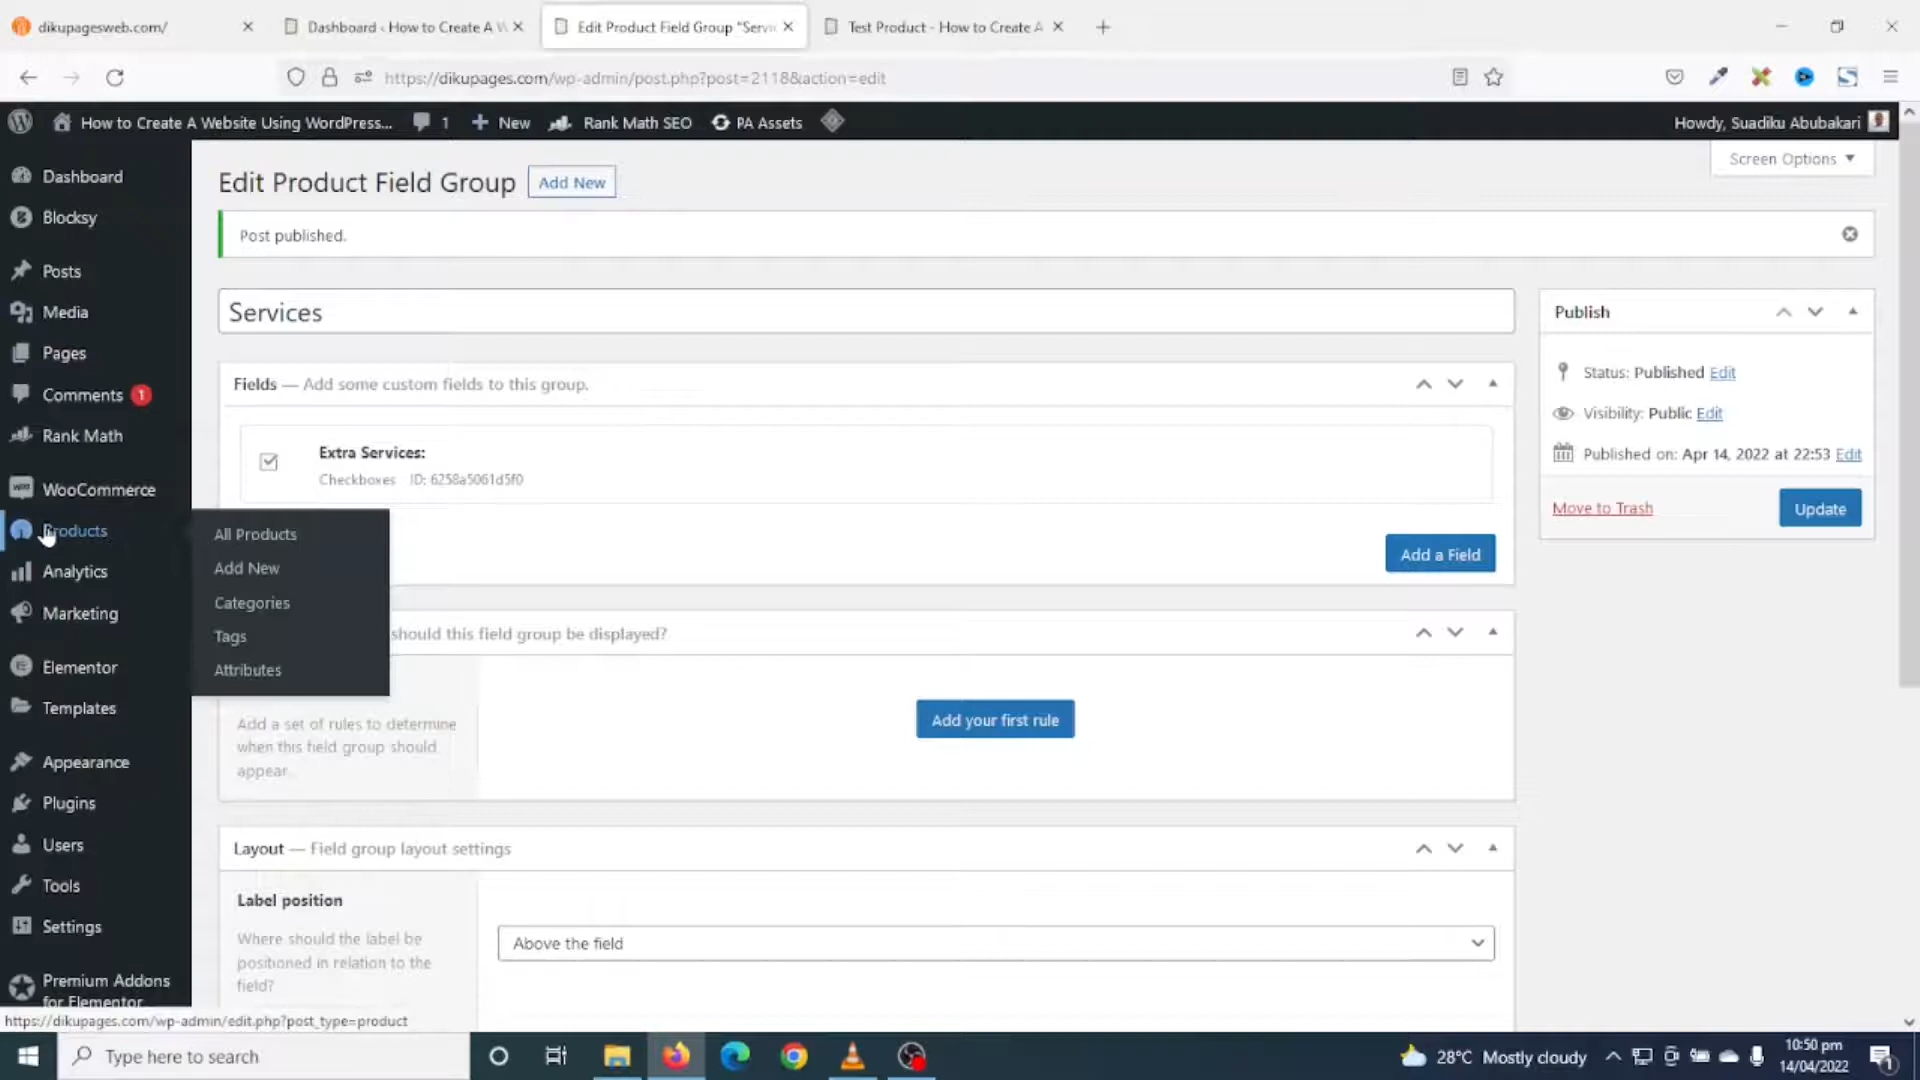 dikupagesweb.com/
Dashboard - How to Create A W
Edit Product Field Group "Servic
Test Product - How to Create A
https://dikupages.com/wp-admin/post.php?post=2118&action=edit
How to Create A Website Using WordPress...
1
New
Rank Math SEO
PA Assets
Howdy, Suadiku Abubakari
Dashboard
Blocksy
Posts
Media
Pages
Comments 1
Rank Math
WooCommerce
Products
Analytics
Marketing
Elementor
Templates
Appearance
Plugins
Users
Tools
Settings
Premium Addons
for Elementor
All Products
Add New
Categories
Tags
Attributes
Screen Options
Edit Product Field Group
Add New
Post published.
Services
Fields — Add some custom fields to this group.
Extra Services:
Checkboxes ID: 6258a5061d5f0
Add a Field
should this field group be displayed?
Add a set of rules to determine
when this field group should
appear.
Add your first rule
Layout — Field group layout settings
Label position
Where should the label be
positioned in relation to the
field?
Above the field
Publish
Status: Published Edit
Visibility: Public Edit
Published on: Apr 14, 2022 at 22:53 Edit
Move to Trash
Update
https://dikupages.com/wp-admin/edit.php?post_type=product
Type here to search
28°C Mostly cloudy
10:50 pm
14/04/2022
1